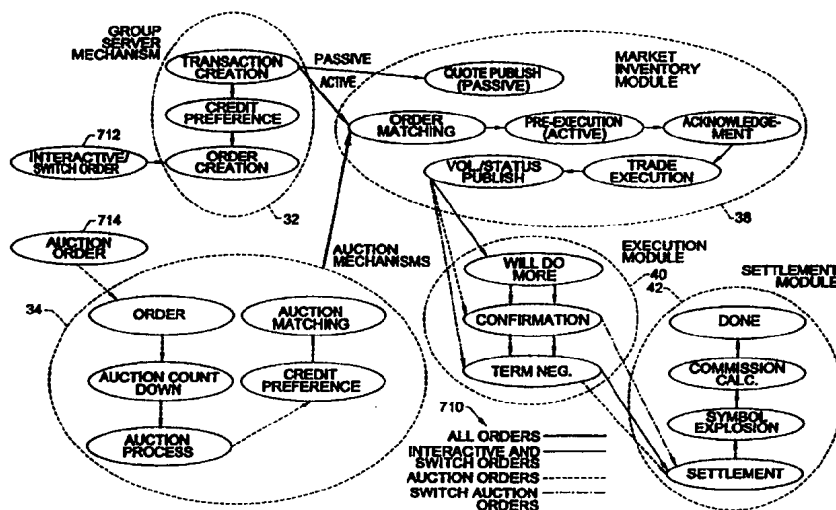 GROUP
SERVER
MECHANISM
TRANSACTION
CREATION
CREDIT
PREFERENCE
ORDER
CREATION
712
INTERACTIVE/
SWITCH ORDER
32
PASSIVE
ACTIVE
QUOTE PUBLISH
(PASSIVE)
MARKET
INVENTORY
MODULE
ORDER
MATCHING
PRE-EXECUTION
(ACTIVE)
ACKNOWLEDGE-
MENT
VOL/STATUS
PUBLISH
TRADE
EXECUTION
38
714
AUCTION
ORDER
AUCTION
MECHANISMS
34
ORDER
AUCTION
MATCHING
AUCTION COUNT
DOWN
CREDIT
PREFERENCE
AUCTION
PROCESS
EXECUTION
MODULE
40
WILL DO
MORE
CONFIRMATION
TERM NEG.
SETTLEMENT
MODULE
42
DONE
COMMISSION
CALC.
SYMBOL
EXPLOSION
SETTLEMENT
710
ALL ORDERS
INTERACTIVE AND
SWITCH ORDERS
AUCTION ORDERS
SWITCH AUCTION
ORDERS